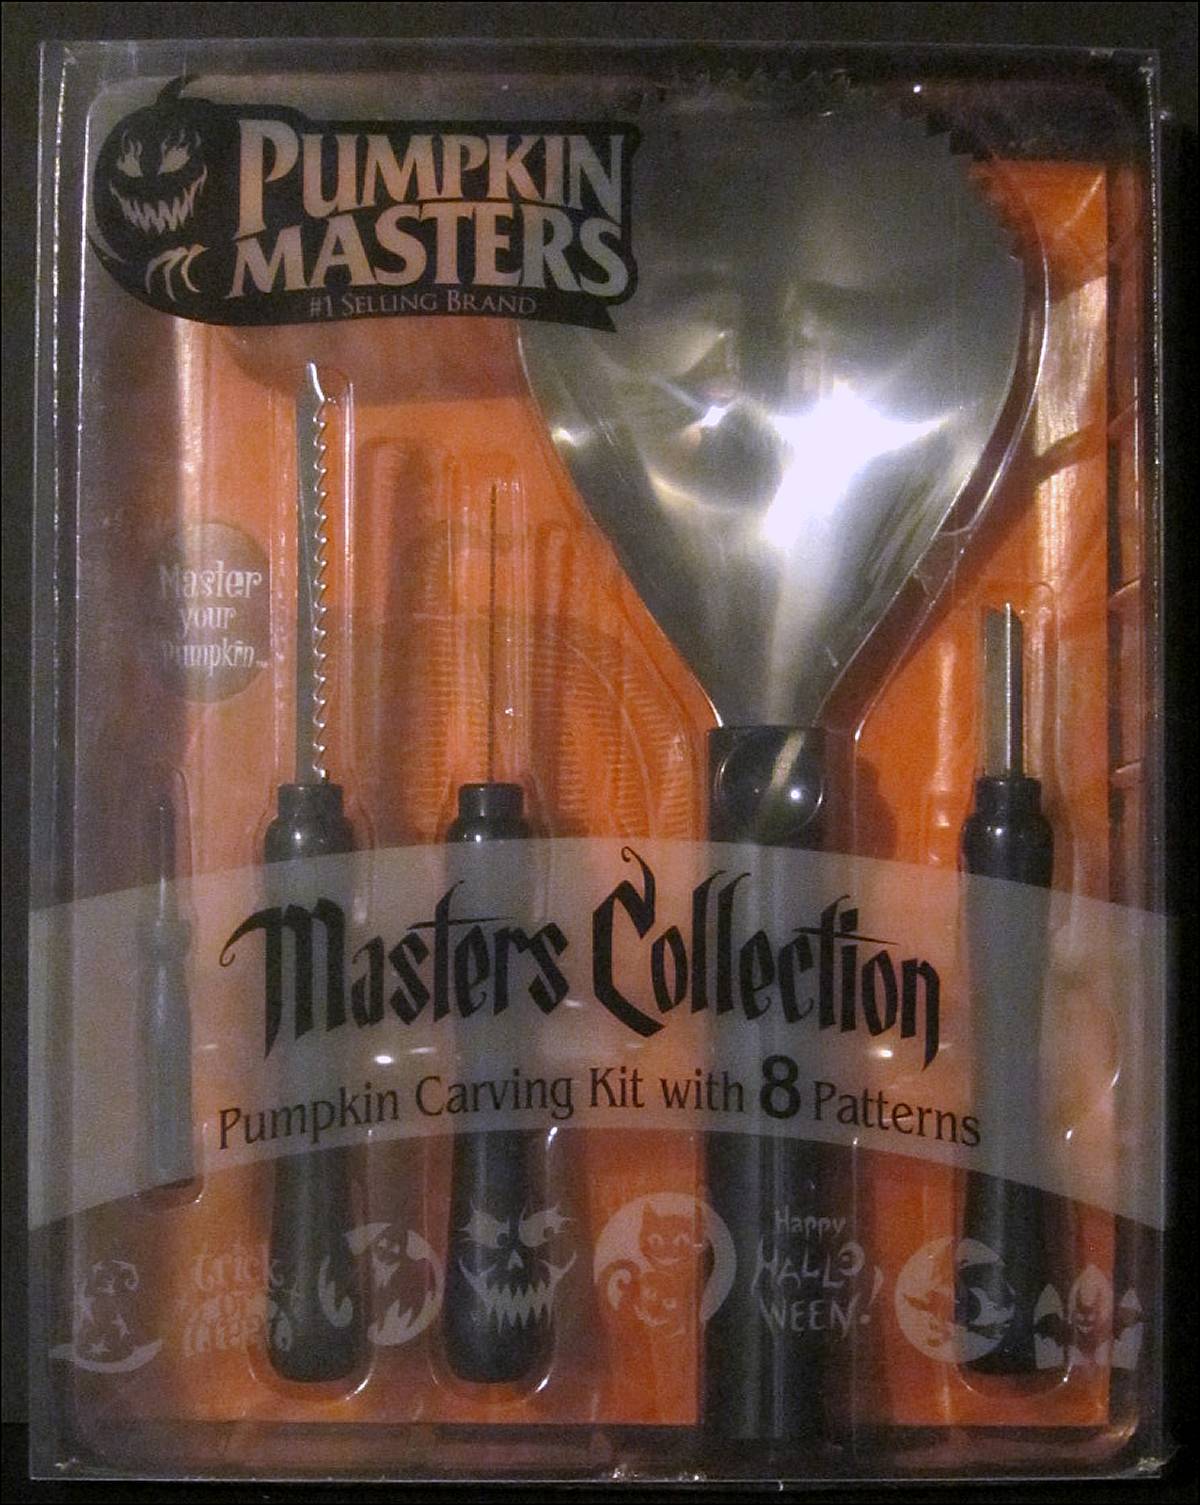 PUMPKIN
MASTERS
#1 SELLING BRAND
Master
your
Pumpkin™
Masters Collection
Pumpkin Carving Kit with 8 Patterns
trick
or
treat
Happy
HALLO
WEEN!